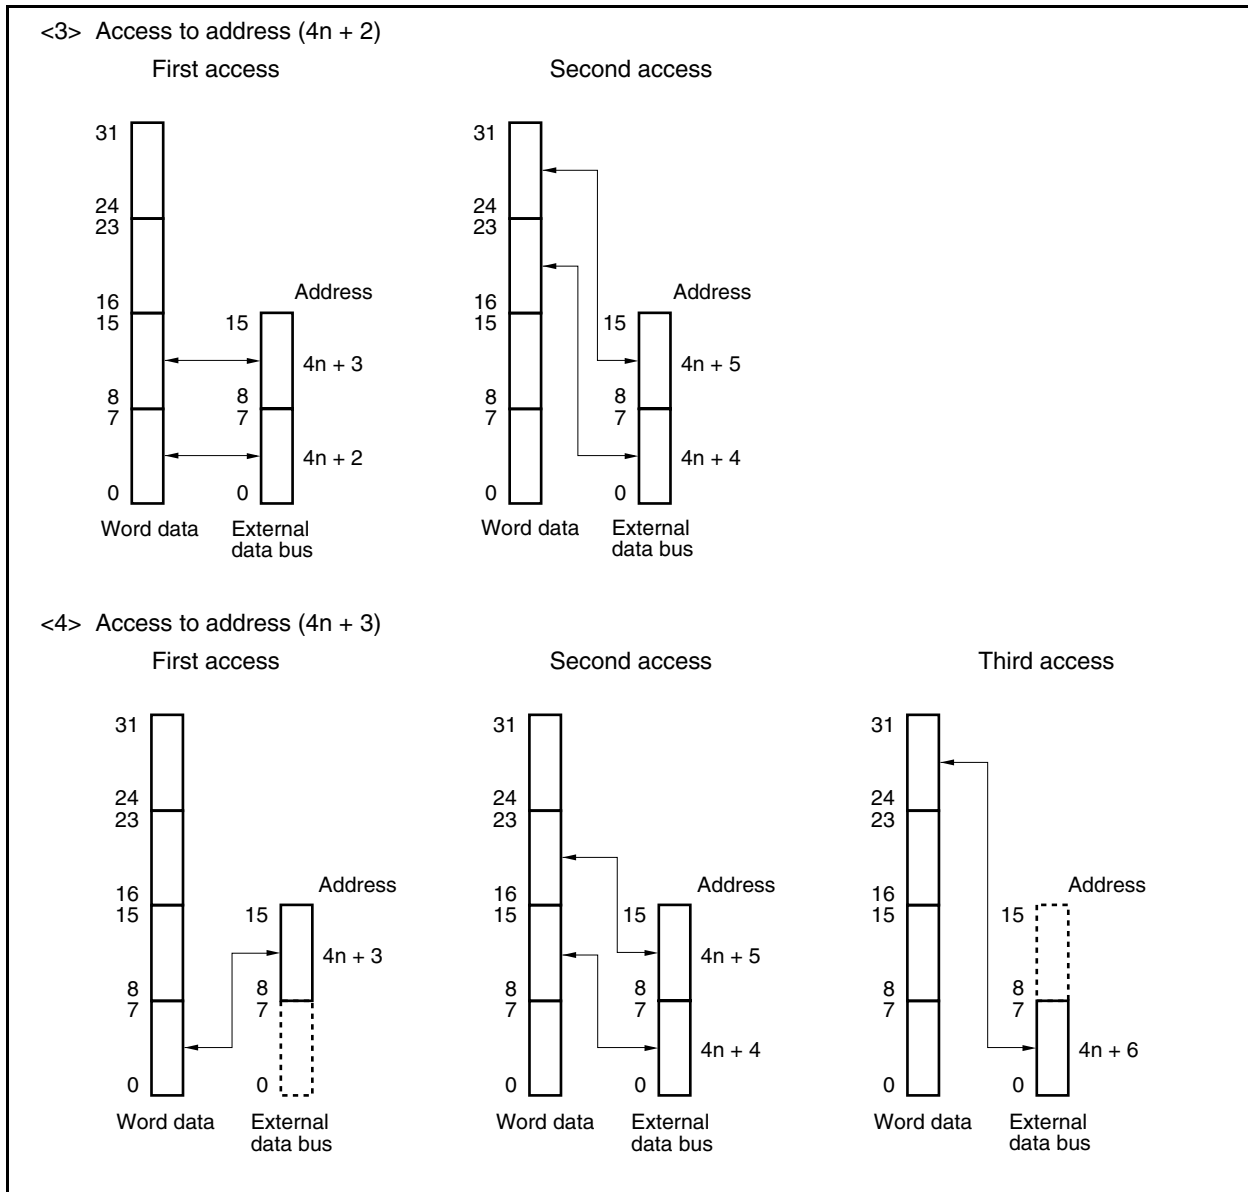 <3> Access to address (4n + 2)
First access
Second access
31
24
23
16
15
8
7
0
Word data
Address
15
4n + 3
8
7
4n + 2
0
External
data bus
31
24
23
16
15
8
7
0
Word data
Address
15
4n + 5
8
7
4n + 4
0
External
data bus
<4> Access to address (4n + 3)
First access
Second access
Third access
31
24
23
16
15
8
7
0
Word data
Address
15
4n + 3
8
7
0
External
data bus
31
24
23
16
15
8
7
0
Word data
Address
15
4n + 5
8
7
4n + 4
0
External
data bus
31
24
23
16
15
8
7
0
Word data
Address
15
8
7
4n + 6
0
External
data bus